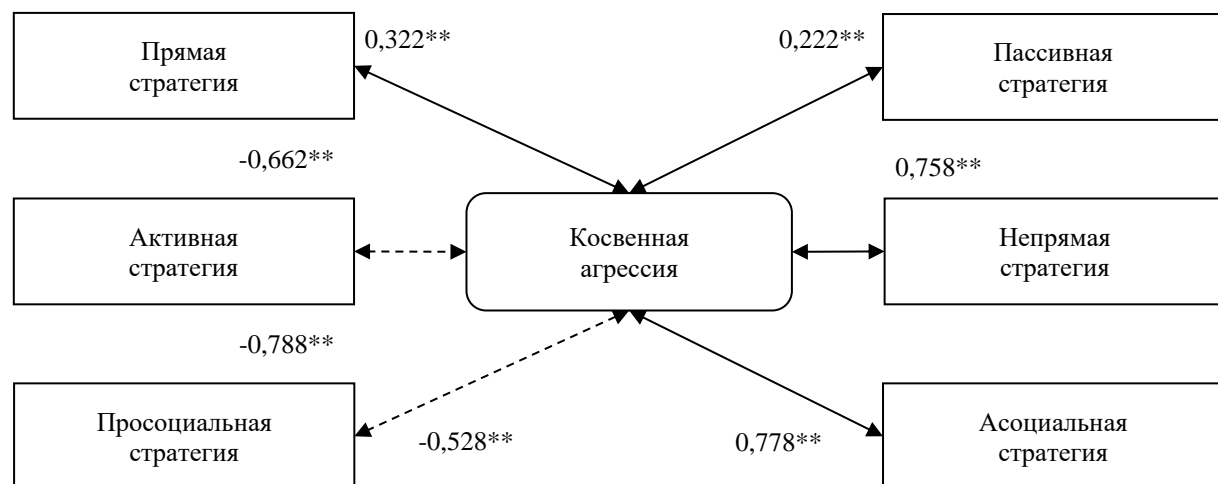 0,322**
0,222**
Прямая
стратегия
Пассивная
стратегия
-0,662**
0,758**
Активная
стратегия
Косвенная
агрессия
Непрямая
стратегия
-0,788**
Просоциальная
стратегия
-0,528**
0,778**
Асоциальная
стратегия